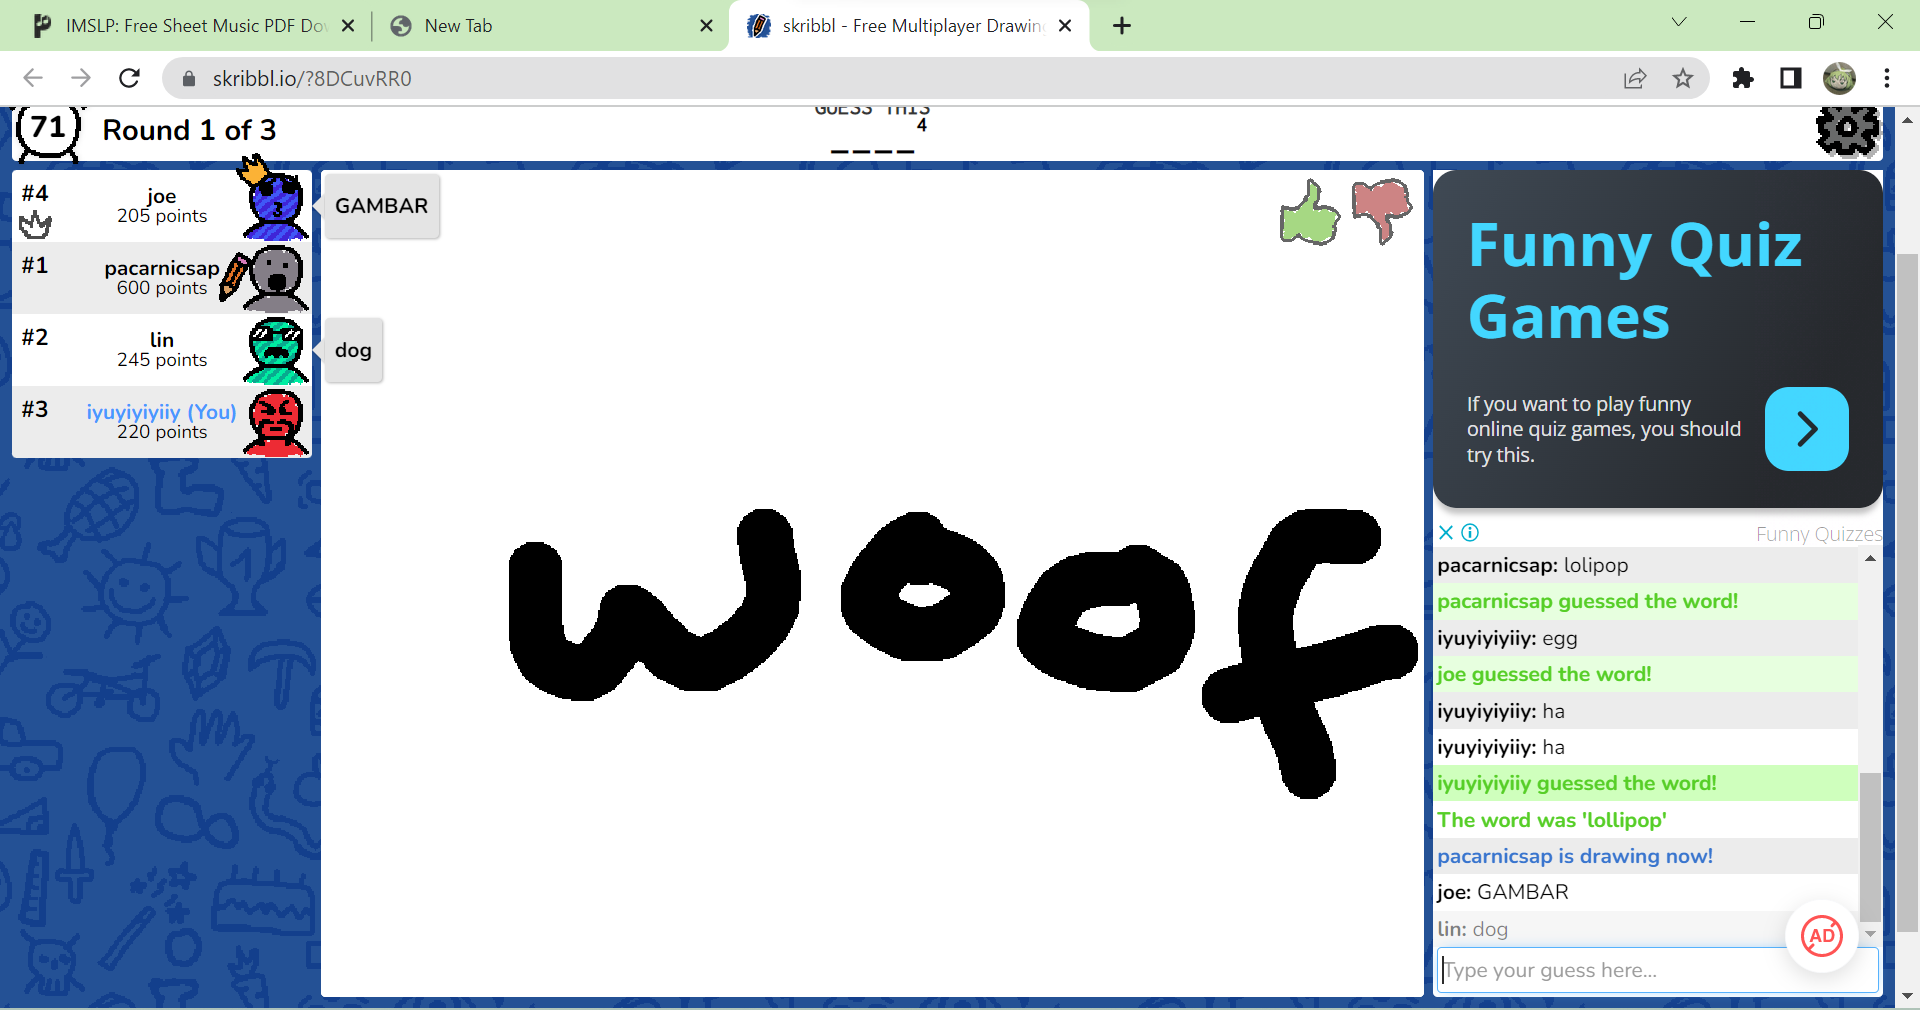 IMSLP: Free Sheet Music PDF Do
New Tab
skribbl - Free Multiplayer Drawin
skribbl.io/?8DCuvRR0
71
Round 1 of 3
GUESS THIS
4
____
#4
joe
205 points
GAMBAR
#1
pacarnicsap
600 points
#2
lin
245 points
dog
#3
iyuyiyiyiiy (You)
220 points
woof
Funny Quiz
Games
If you want to play funny
online quiz games, you should
try this.
Funny Quizzes
pacarnicsap: lolipop
pacarnicsap guessed the word!
iyuyiyiyiiy: egg
joe guessed the word!
iyuyiyiyiiy: ha
iyuyiyiyiiy: ha
iyuyiyiyiiy guessed the word!
The word was 'lollipop'
pacarnicsap is drawing now!
joe: GAMBAR
lin: dog
AD
Type your guess here...